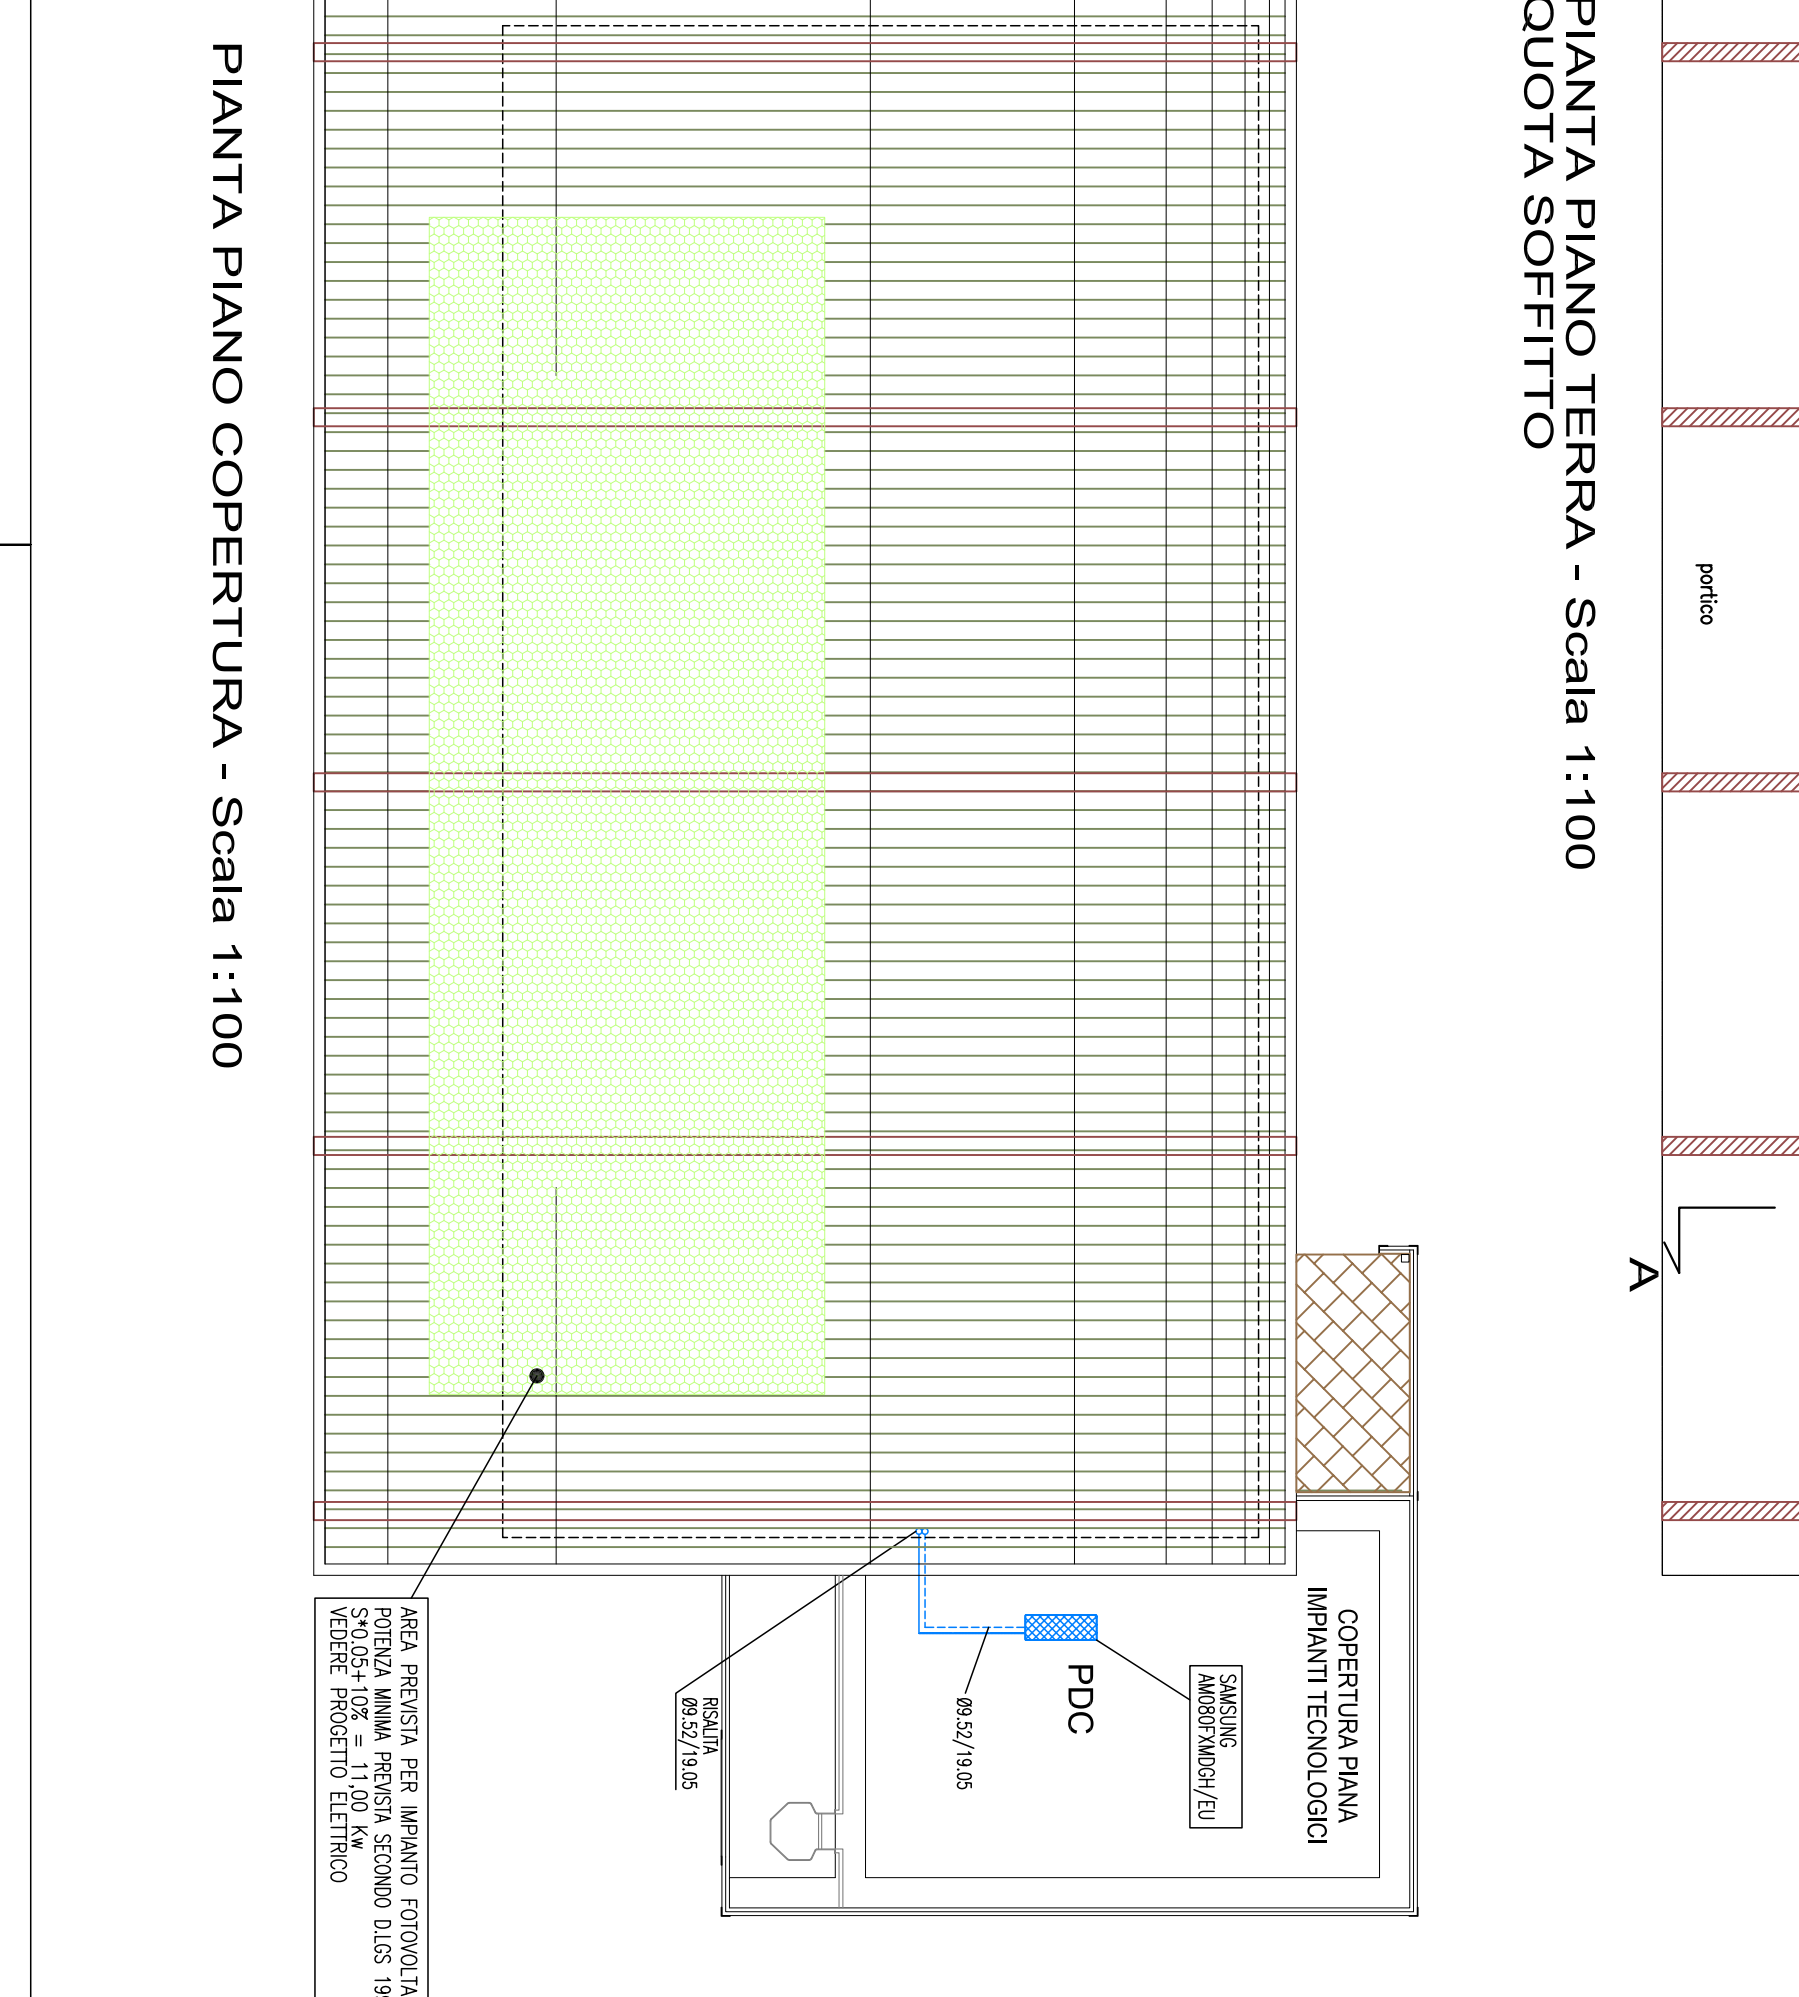 PIANTA PIANO TERRA - Scala 1:100
QUOTA SOFFITTO
portico
A
COPERTURA PIANA
IMPIANTI TECNOLOGICI
SAMSUNG
AM080FXMDGH/EU
PDC
Ø9.52/19.05
RISALITA
Ø9.52/19.05
AREA PREVISTA PER IMPIANTO
POTENZA MINIMA PREVISTA SECONDO D.LGS
S*0.05+10% = 11,00 Kw
VEDERE PROGETTO ELETTRICO
PIANTA PIANO COPERTURA - Scala 1:100